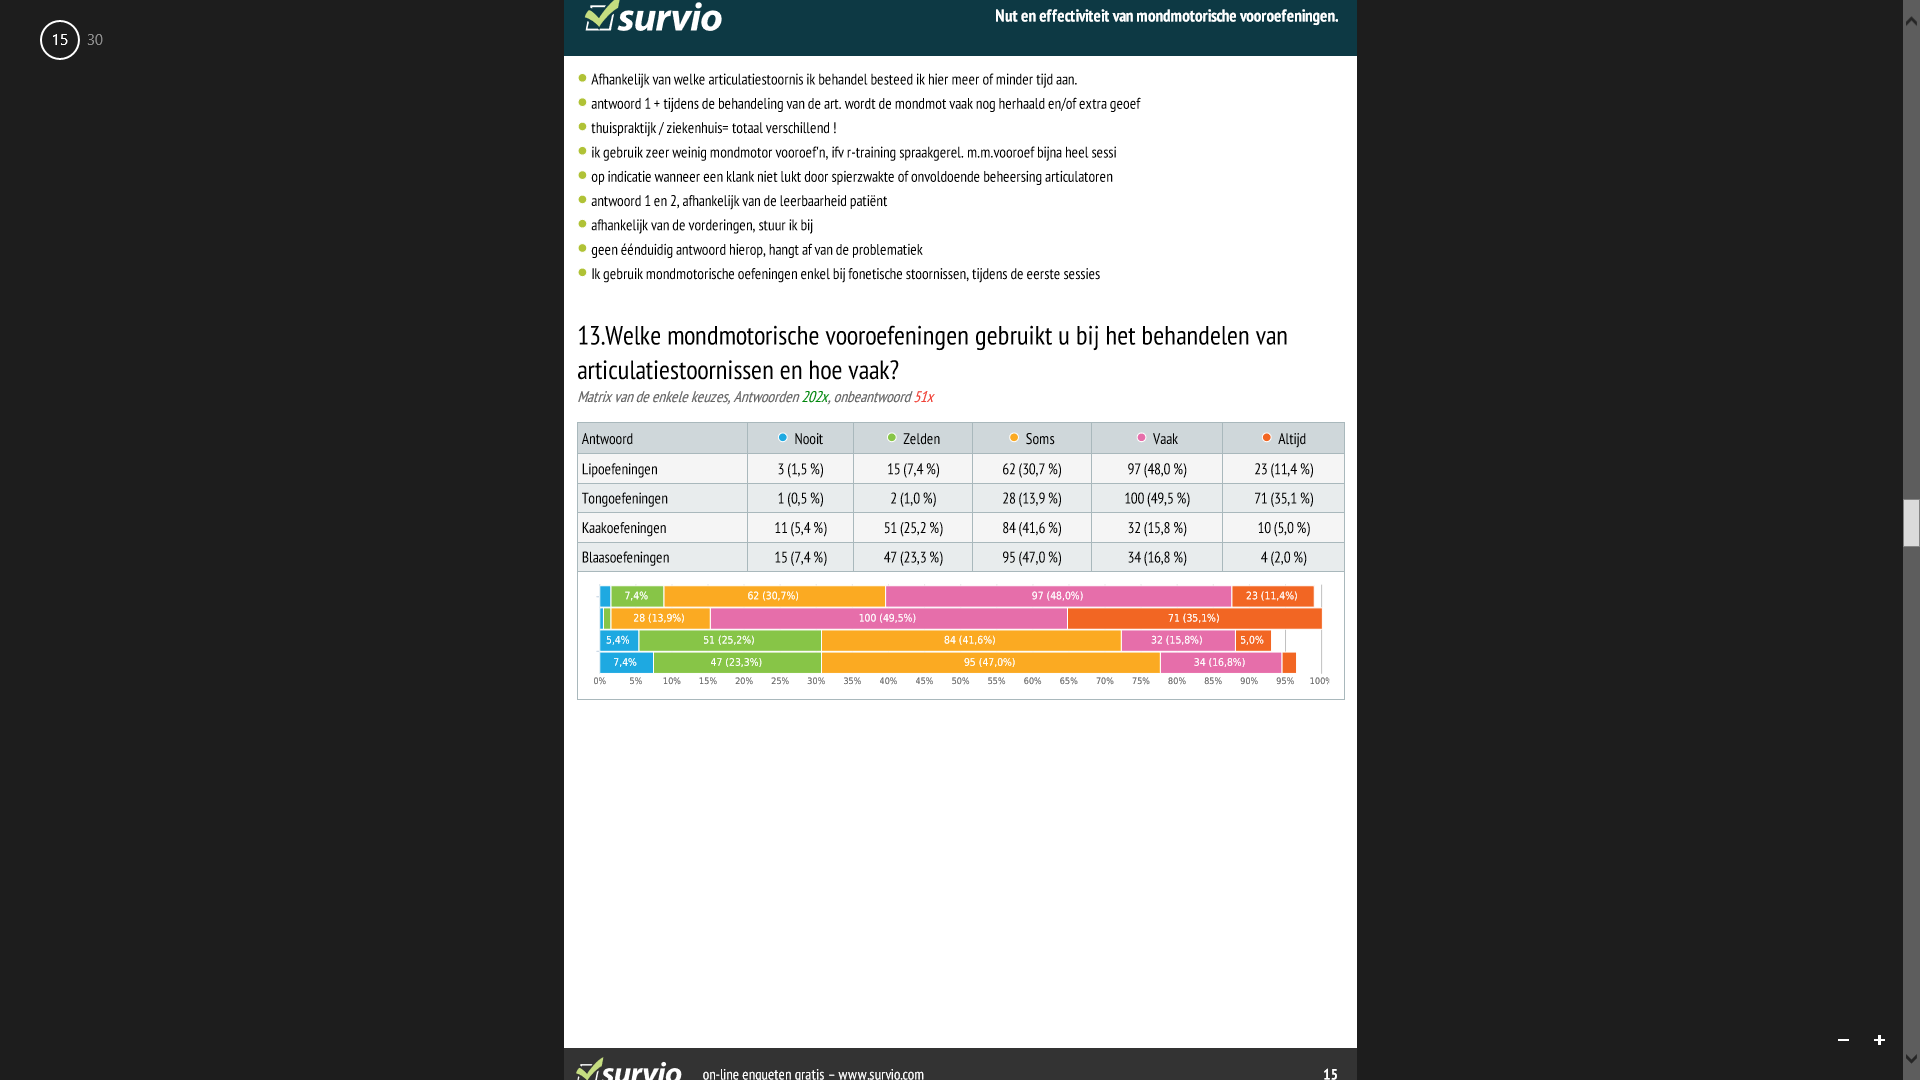 15 30
survio Nut en effectiviteit van mondmotorische vooroefeningen.
Afhankelijk van welke articulatiestoornis ik behandel besteed ik hier meer of minder tijd aan.
antwoord 1 + tijdens de behandeling van de art. wordt de mondmot vaak nog herhaald en/of extra geoef
thuispraktijk / ziekenhuis= totaal verschillend !
ik gebruik zeer weinig mondmotor vooroef'n, ifv r-training spraakgerel. m.m.vooroef bijna heel sessi
op indicatie wanneer een klank niet lukt door spierzwakte of onvoldoende beheersing articulatoren
antwoord 1 en 2, afhankelijk van de leerbaarheid patiënt
afhankelijk van de vorderingen, stuur ik bij
geen éénduidig antwoord hierop, hangt af van de problematiek
Ik gebruik mondmotorische oefeningen enkel bij fonetische stoornissen, tijdens de eerste sessies
13.Welke mondmotorische vooroefeningen gebruikt u bij het behandelen van
articulatiestoornissen en hoe vaak?
Matrix van de enkele keuzes, Antwoorden 202x, onbeantwoord 51x
Antwoord Nooit Zelden Soms Vaak Altijd
Lipoefeningen 3 (1,5 %) 15 (7,4 %) 62 (30,7 %) 97 (48,0 %) 23 (11,4 %)
Tongoefeningen 1 (0,5 %) 2 (1,0 %) 28 (13,9 %) 100 (49,5 %) 71 (35,1 %)
Kaakoefeningen 11 (5,4 %) 51 (25,2 %) 84 (41,6 %) 32 (15,8 %) 10 (5,0 %)
Blaasoefeningen 15 (7,4 %) 47 (23,3 %) 95 (47,0 %) 34 (16,8 %) 4 (2,0 %)
7,4% 62 (30,7%) 97 (48,0%) 23 (11,4%)
28 (13,9%) 100 (49,5%) 71 (35,1%)
5,4% 51 (25,2%) 84 (41,6%) 32 (15,8%) 5,0%
7,4% 47 (23,3%) 95 (47,0%) 34 (16,8%)
0% 5% 10% 15% 20% 25% 30% 35% 40% 45% 50% 55% 60% 65% 70% 75% 80% 85% 90% 95% 100%
survio on-line enqueten gratis – www.survio.com 15